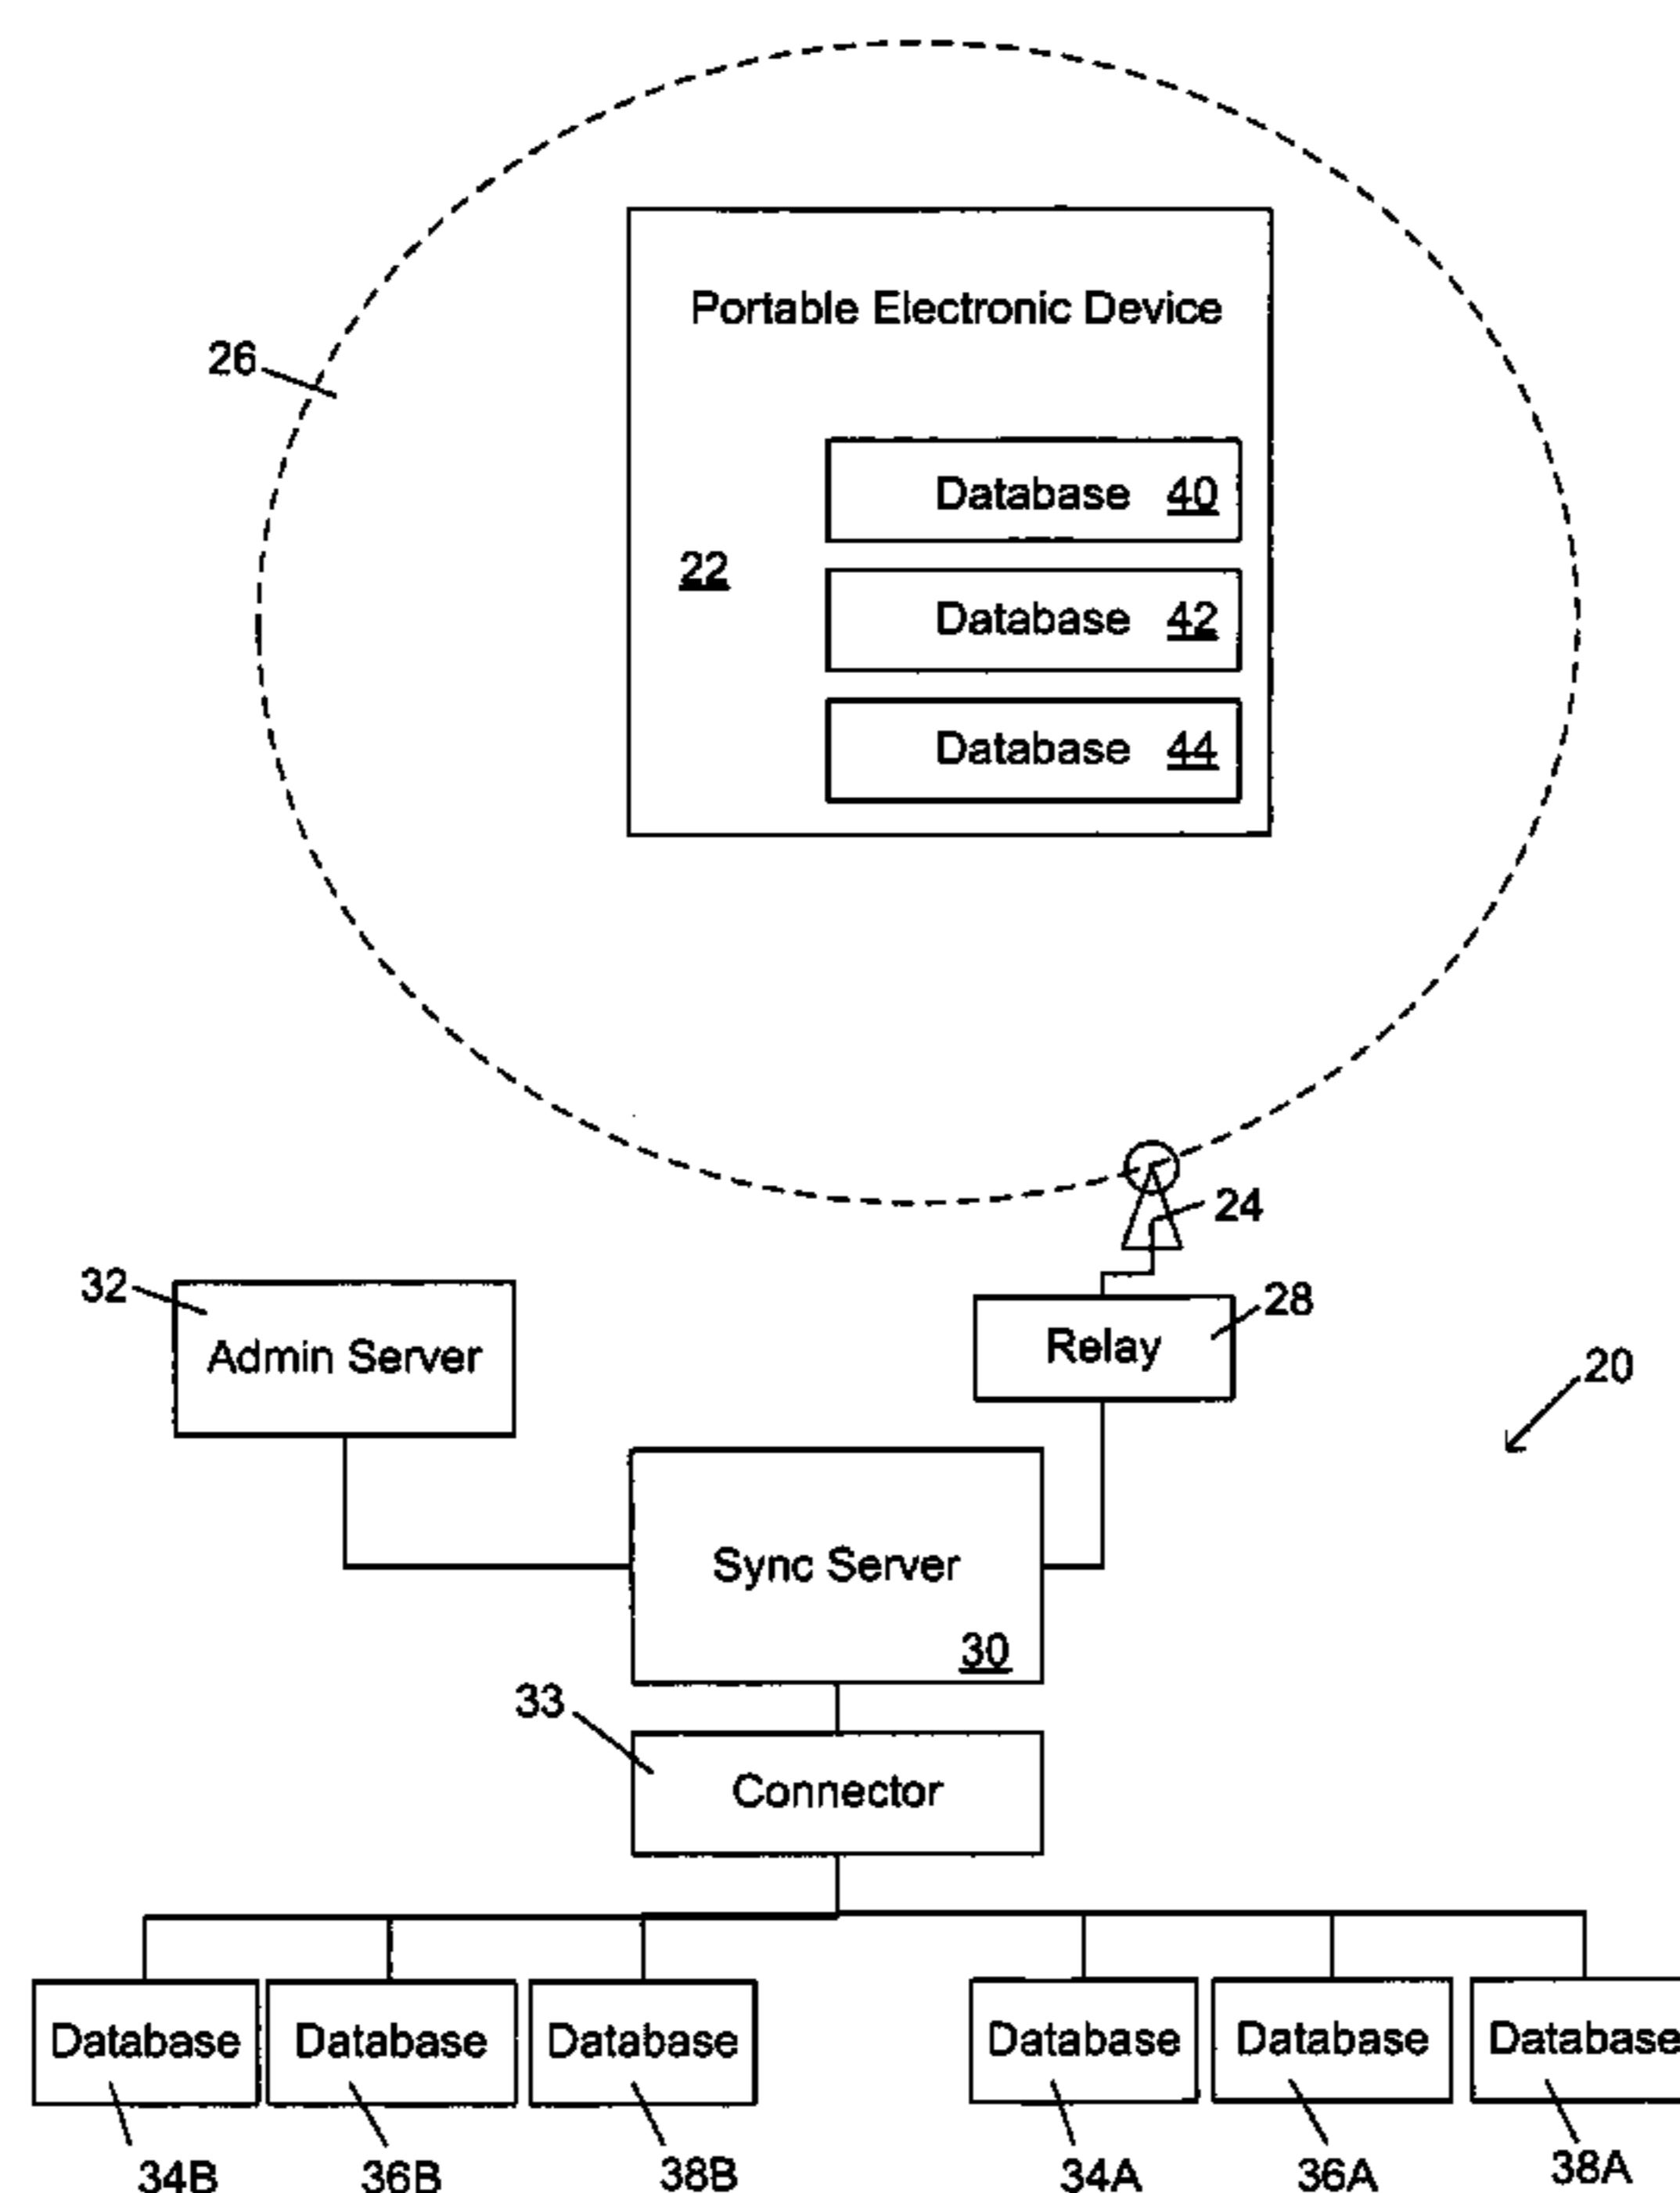 Portable Electronic Device
26
Database 40
22
Database 42
Database 44
24
32
Admin Server
28
Relay
20
Sync Server
30
33
Connector
Database Database Database Database Database Database
34B 36B 38B 34A 36A 38A